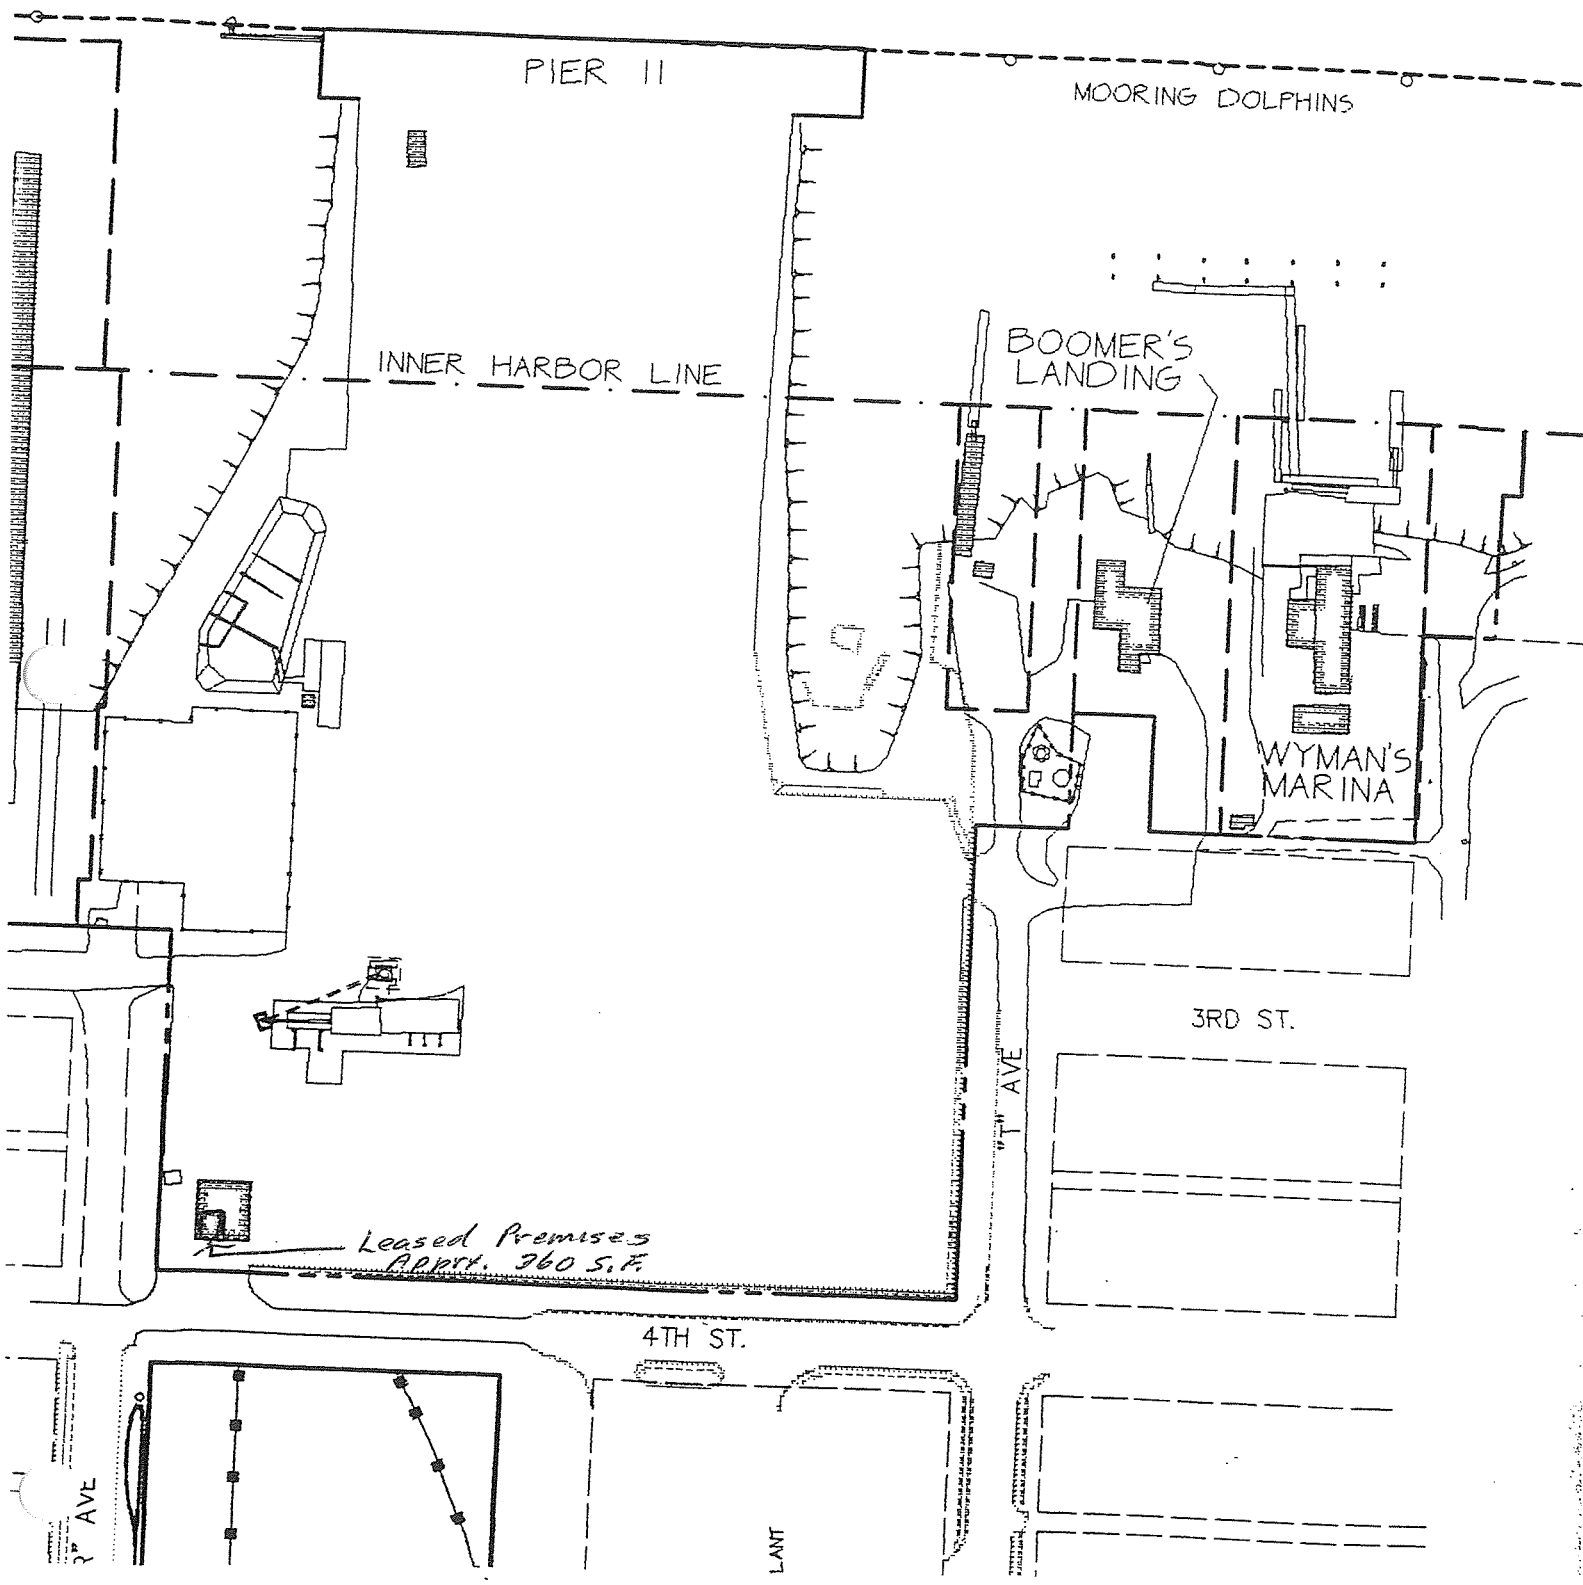 PIER 11
MOORING DOLPHINS
INNER HARBOR LINE
BOOMER'S
LANDING
WYMAN'S
MARINA
3RD ST.
"T" AVE
Leased Premises
Apprx. 360 S.F.
4TH ST.
R" AVE
LANT